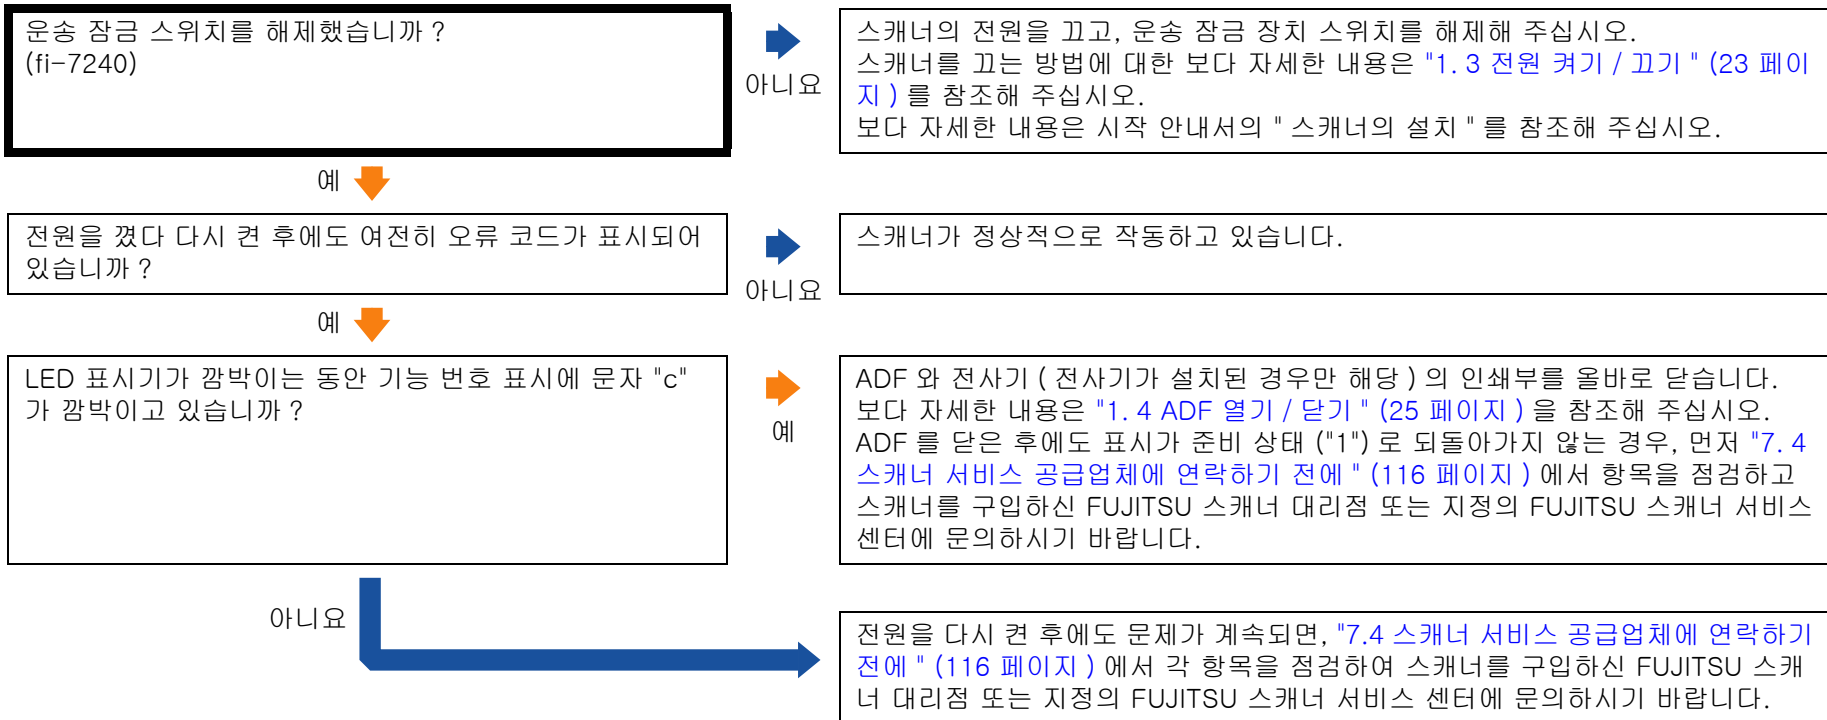 운송 잠금 스위치를 해제했습니까 ?
(fi-7240)
아니요
스캐너의 전원을 끄고, 운송 잠금 장치 스위치를 해제해 주십시오.
스캐너를 끄는 방법에 대한 보다 자세한 내용은 "1. 3 전원 켜기 / 끄기 " (23 페이
지 ) 를 참조해 주십시오.
보다 자세한 내용은 시작 안내서의 " 스캐너의 설치 " 를 참조해 주십시오.
예
전원을 껐다 다시 켠 후에도 여전히 오류 코드가 표시되어
있습니까 ?
아니요
스캐너가 정상적으로 작동하고 있습니다.
예
LED 표시기가 깜박이는 동안 기능 번호 표시에 문자 "c"
가 깜박이고 있습니까 ?
예
ADF 와 전사기 ( 전사기가 설치된 경우만 해당 ) 의 인쇄부를 올바로 닫습니다.
보다 자세한 내용은 "1. 4 ADF 열기 / 닫기 " (25 페이지 ) 을 참조해 주십시오.
ADF 를 닫은 후에도 표시가 준비 상태 ("1") 로 되돌아가지 않는 경우, 먼저 "7. 4
스캐너 서비스 공급업체에 연락하기 전에 " (116 페이지 ) 에서 항목을 점검하고
스캐너를 구입하신 FUJITSU 스캐너 대리점 또는 지정의 FUJITSU 스캐너 서비스
센터에 문의하시기 바랍니다.
아니요
전원을 다시 켠 후에도 문제가 계속되면, "7.4 스캐너 서비스 공급업체에 연락하기
전에 " (116 페이지 ) 에서 각 항목을 점검하여 스캐너를 구입하신 FUJITSU 스캐
너 대리점 또는 지정의 FUJITSU 스캐너 서비스 센터에 문의하시기 바랍니다.